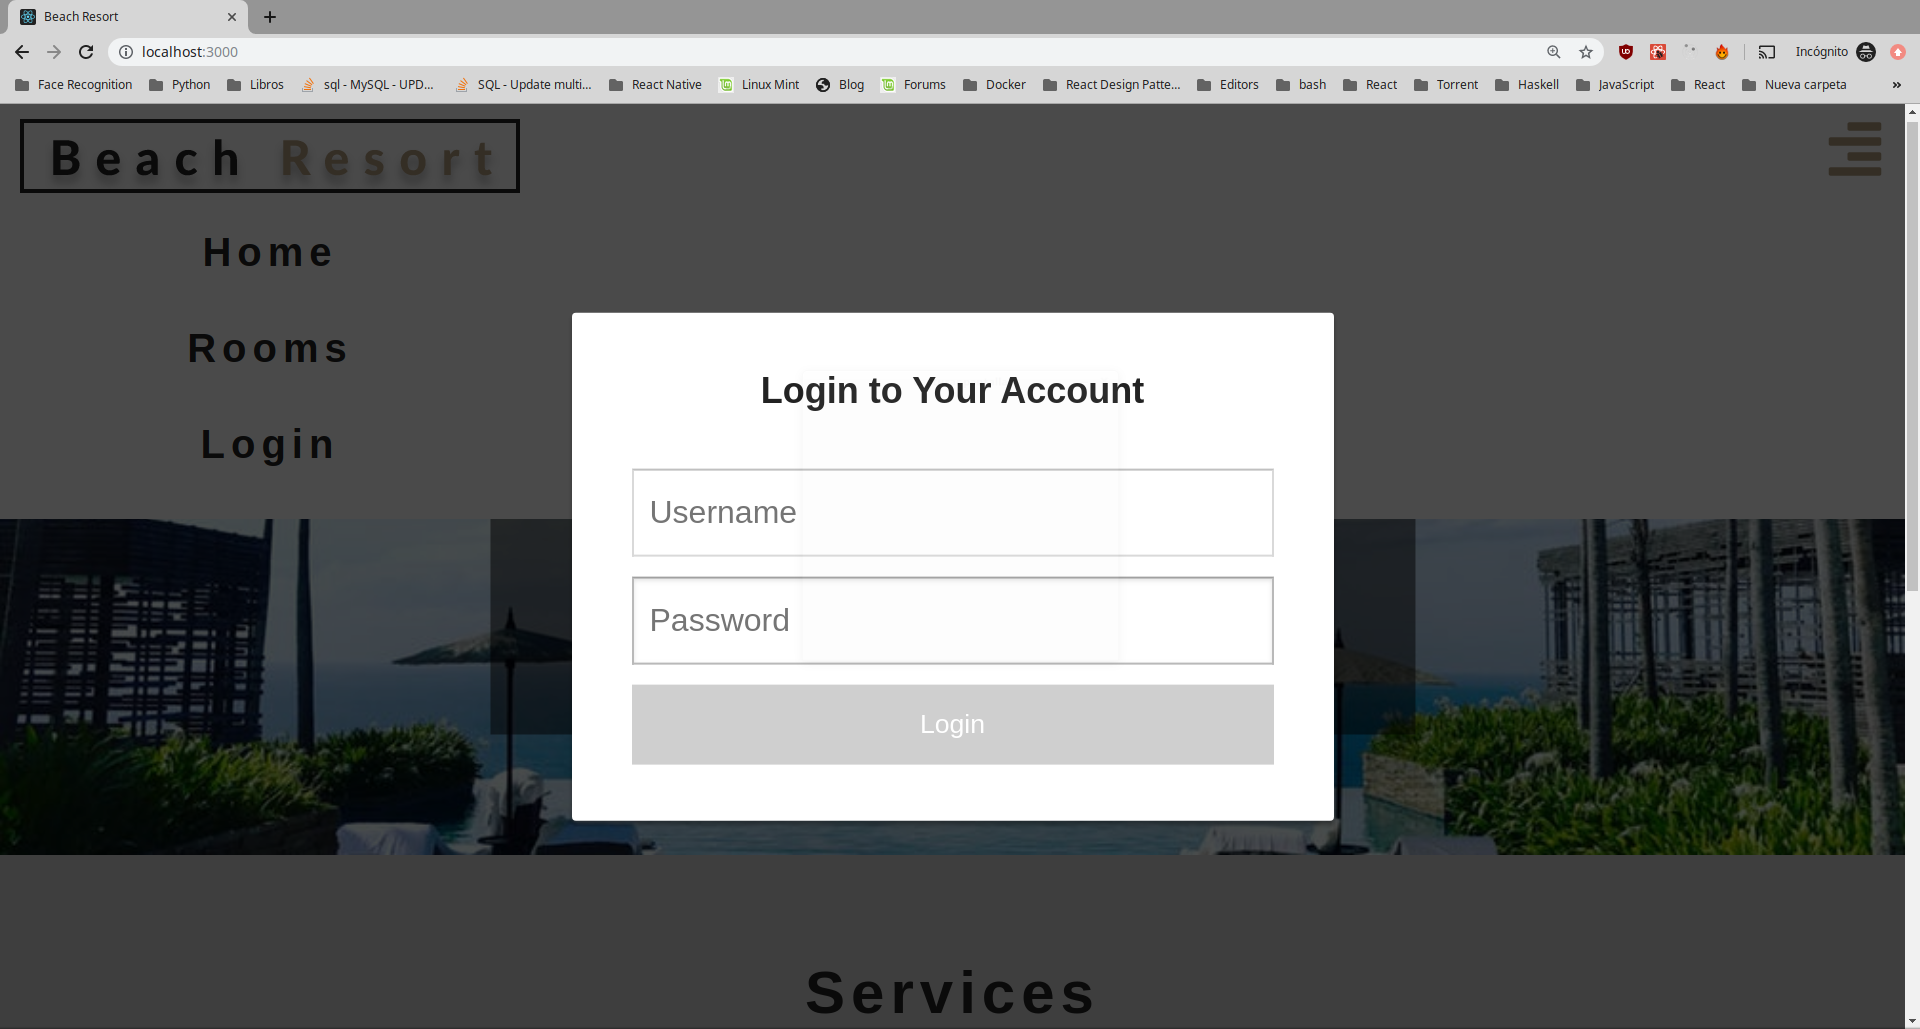 Beach Resort
localhost:3000
Incógnito
Face Recognition Python Libros sql - MySQL - UPD... SQL - Update multi... React Native Linux Mint Blog Forums Docker React Design Patte... Editors bash React Torrent Haskell JavaScript React Nueva carpeta »
Beach Resort
Home
Rooms
Login
Login to Your Account
Username
Password
Login
Services